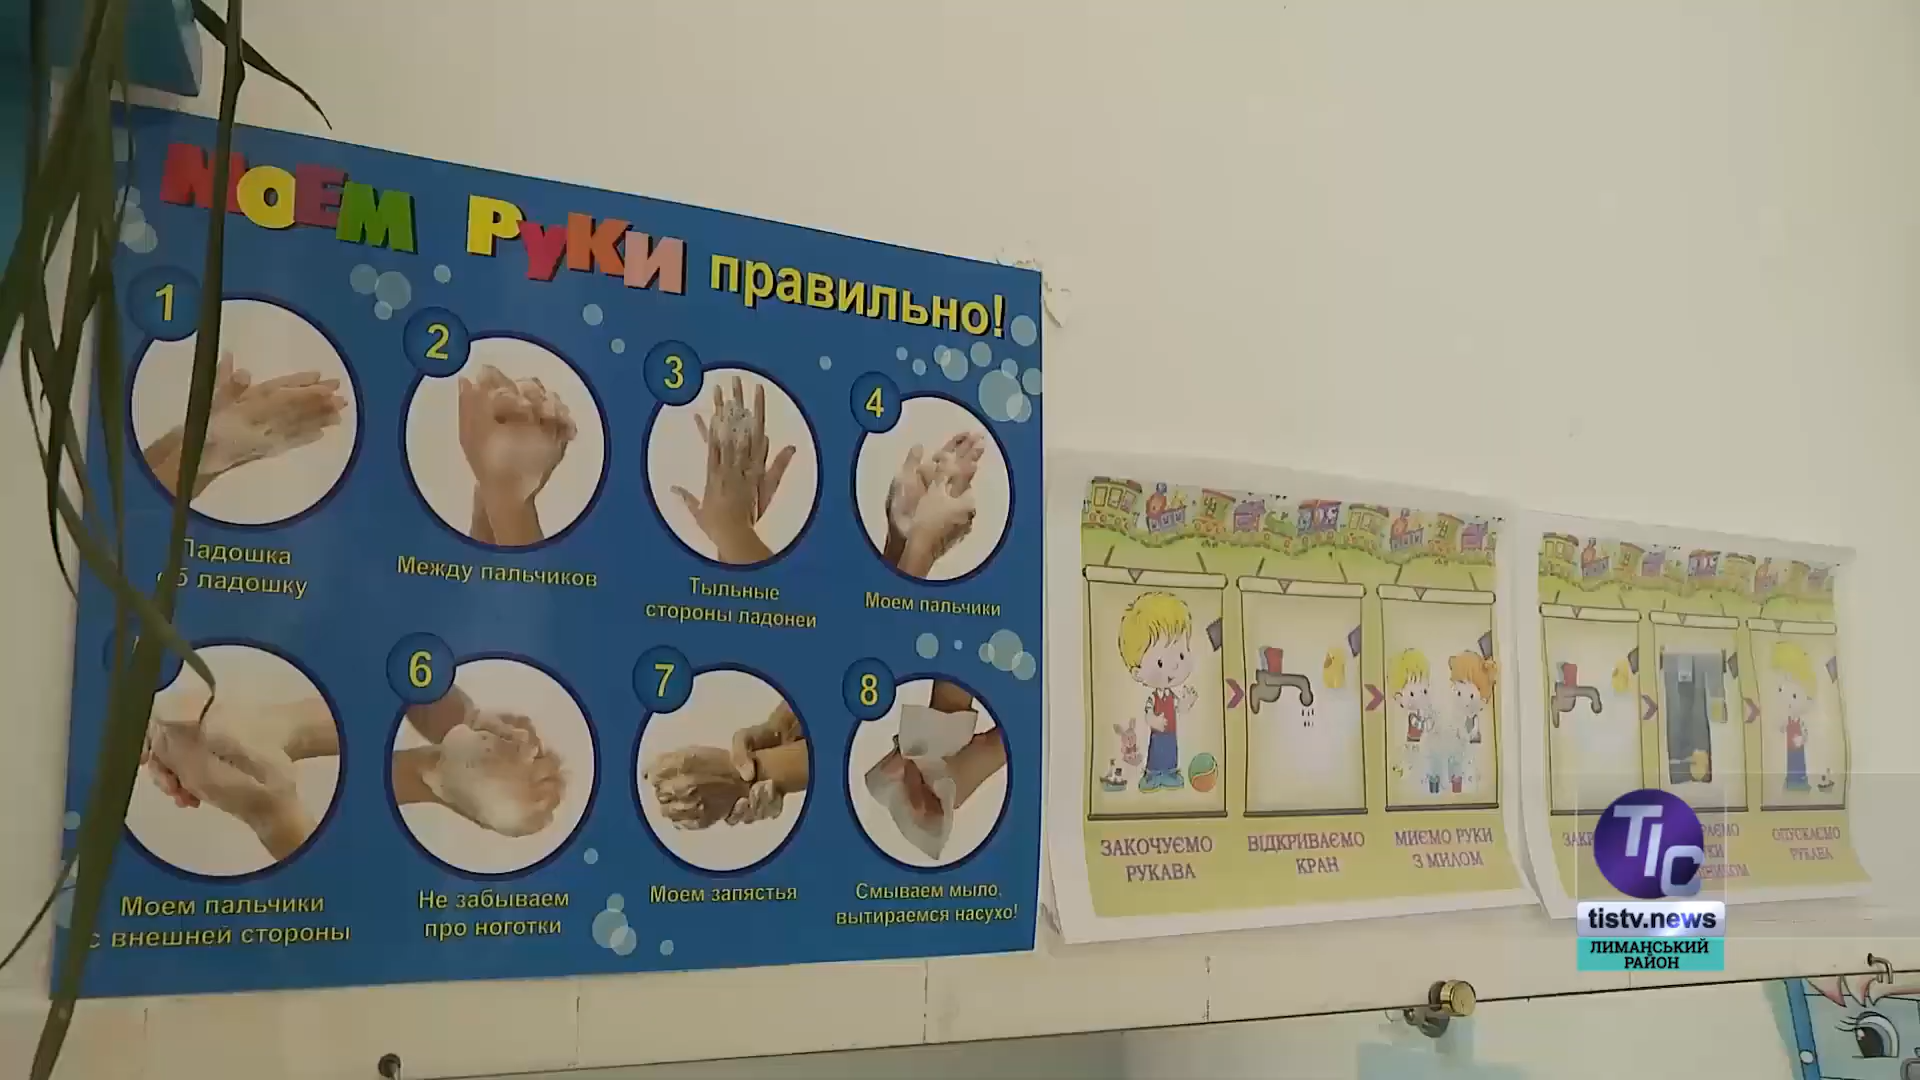 МОЕМ РУКИ правильно!
1
2
3
4
Ладошка
об ладошку
Между пальчиков
Тыльные
стороны ладоней
Моем пальчики
6
7
8
Моем пальчики
с внешней стороны
Не забываем
про ноготки
Моем запястья
Смываем мыло,
вытираемся насухо!
ЗАКОЧУЄМО
РУКАВА
ВІДКРИВАЄМО
КРАН
МИЄМО РУКИ
З МИЛОМ
ОПУСКАЄМО
РУКАВА
ТІС
tistv.news
ЛИМАНСЬКИЙ
РАЙОН